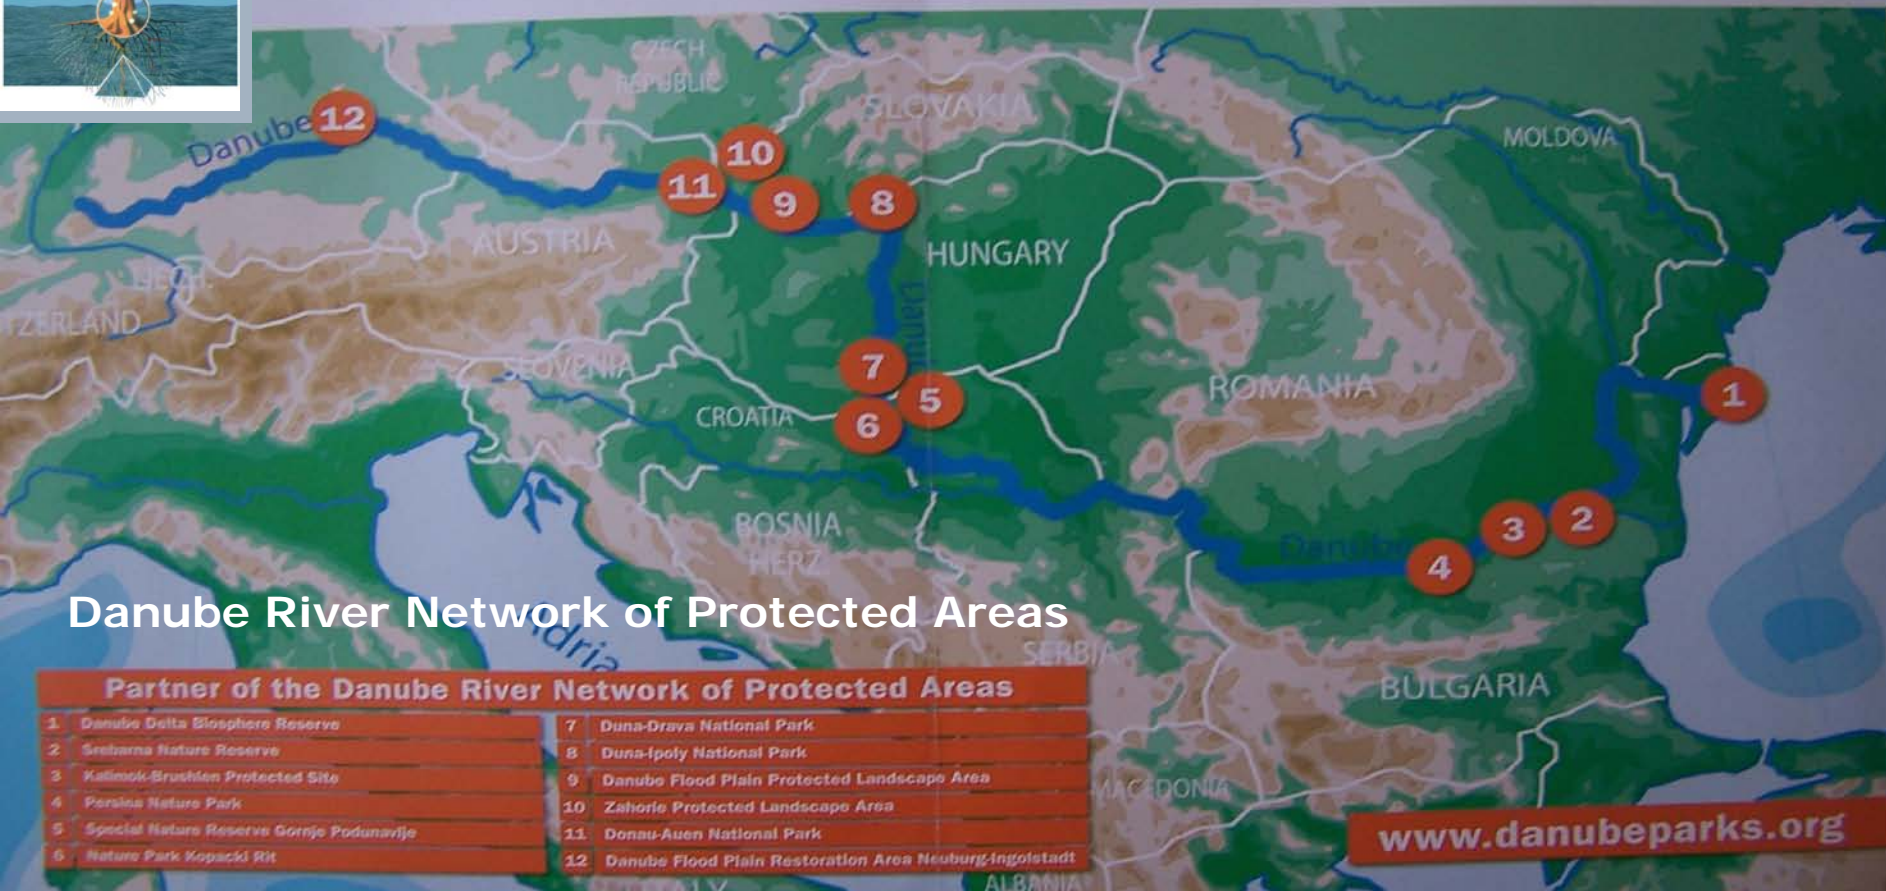 CZECH
REPUBLIC
SLOVAKIA
MOLDOVA
Danube
12
10
11
9
8
AUSTRIA
HUNGARY
LIECH.
TZERLAND
Danu
SLOVENIA
7
5
6
CROATIA
ROMANIA
1
BOSNIA
HERZ
Danube
4
3
2
Danube River Network of Protected Areas
Adria
SERBIA
BULGARIA
MACEDONIA
ALBANIA
Partner of the Danube River Network of Protected Areas
1 Danube Delta Biosphere Reserve
2 Srebarna Nature Reserve
3 Kalimok-Brushlen Protected Site
4 Persina Nature Park
5 Special Nature Reserve Gornje Podunavlje
6 Nature Park Kopacki Rit
7 Duna-Drava National Park
8 Duna-Ipoly National Park
9 Danube Flood Plain Protected Landscape Area
10 Zahorie Protected Landscape Area
11 Donau-Auen National Park
12 Danube Flood Plain Restoration Area Neuburg-Ingolstadt
www.danubeparks.org